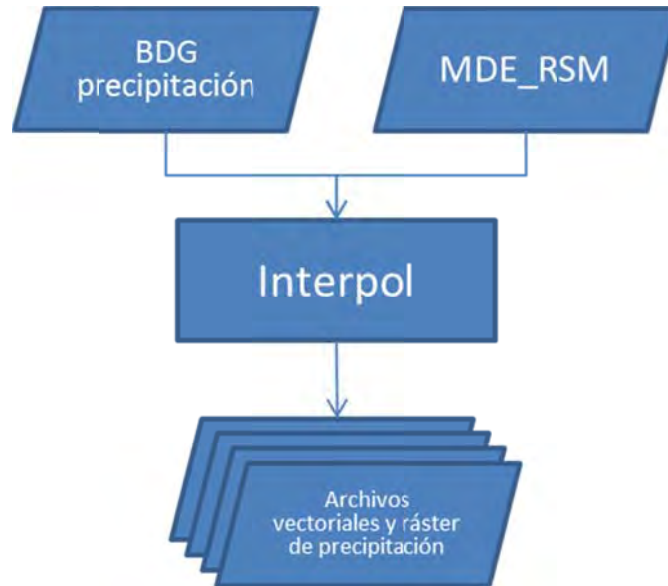 BDG
precipitación
MDE_RSM
Interpol
Archivos
vectoriales y ráster
de precipitación